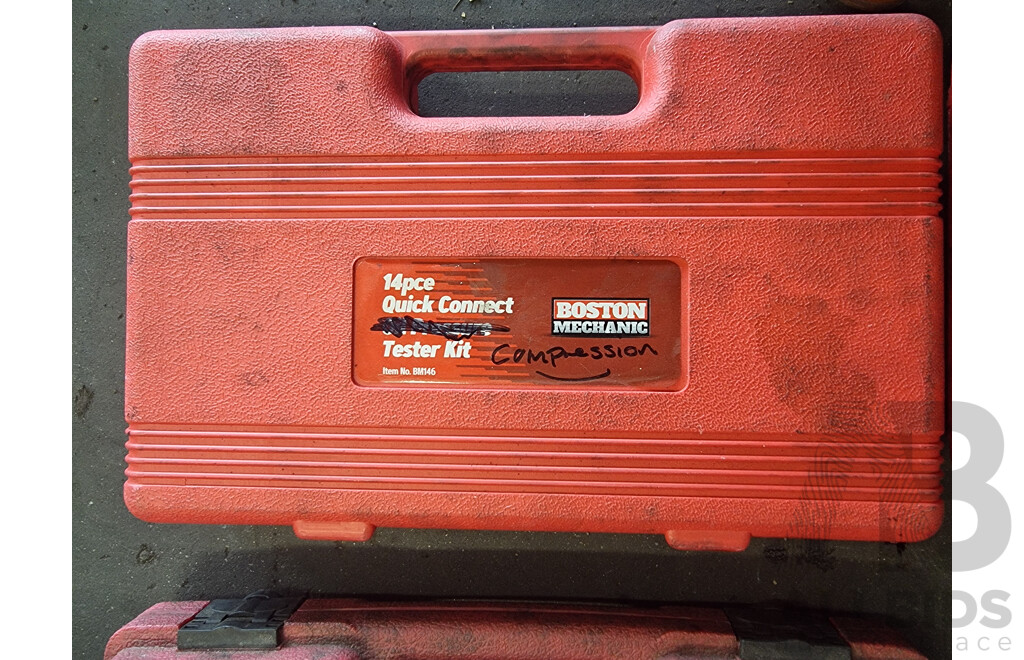 14pce
Quick Connect
Tester Kit
Item No. BM146
BOSTON
MECHANIC
Compression